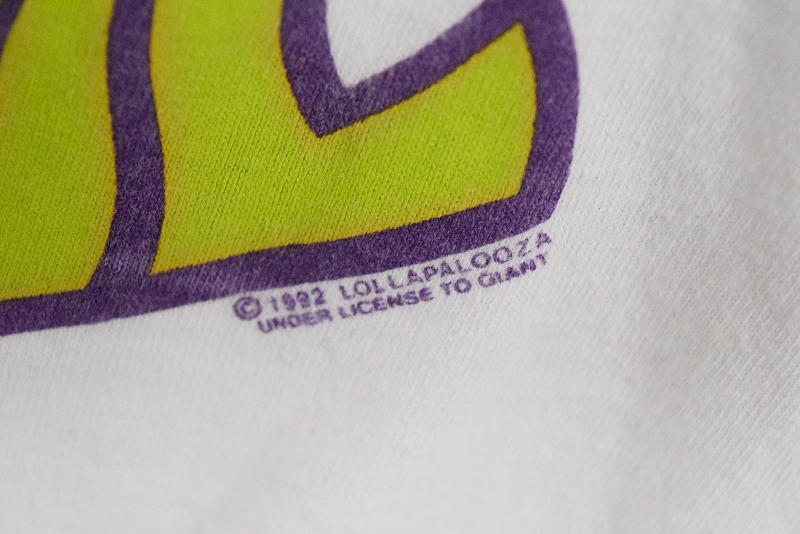 © 1992 LOLLAPALOOZA
UNDER LICENSE TO GIANT